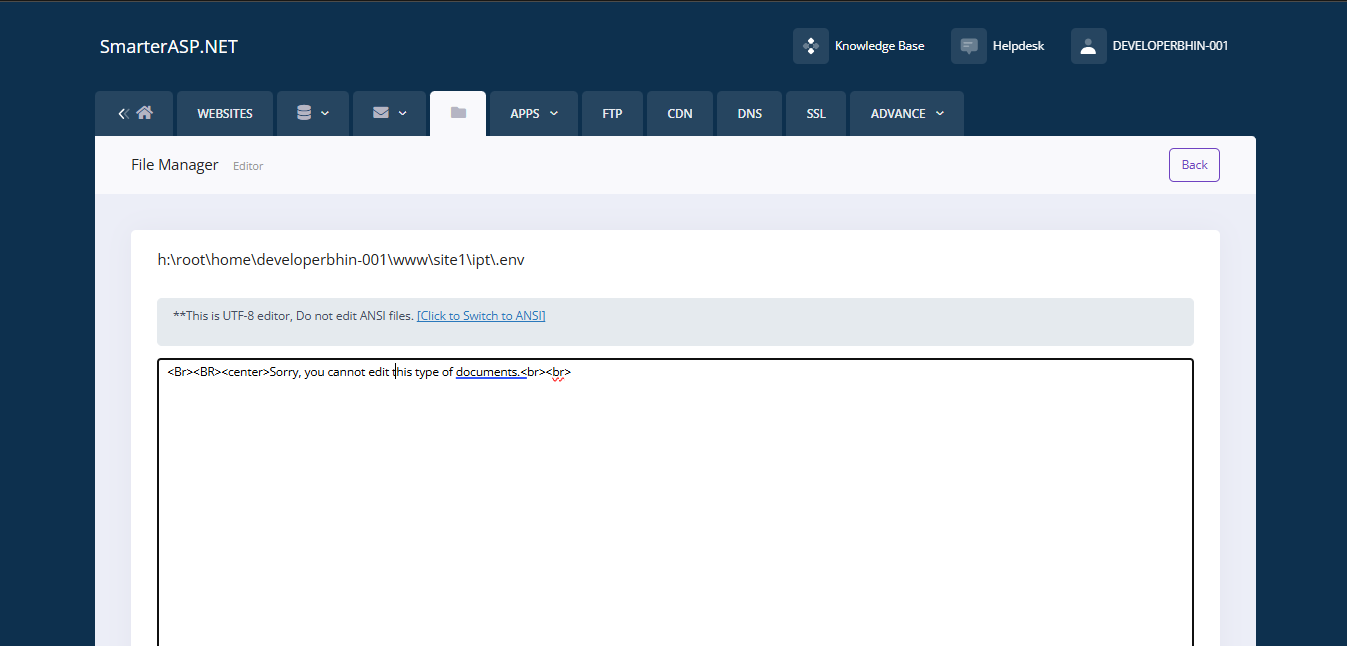 SmarterASP.NET
Knowledge Base
Helpdesk
DEVELOPERBHIN-001
WEBSITES
APPS
FTP
CDN
DNS
SSL
ADVANCE
File Manager
Editor
Back
h:\root\home\developerbhin-001\www\site1\ipt\.env
**This is UTF-8 editor, Do not edit ANSI files. [Click to Switch to ANSI]
<Br><BR><center>Sorry, you cannot edit this type of documents.<br><br>